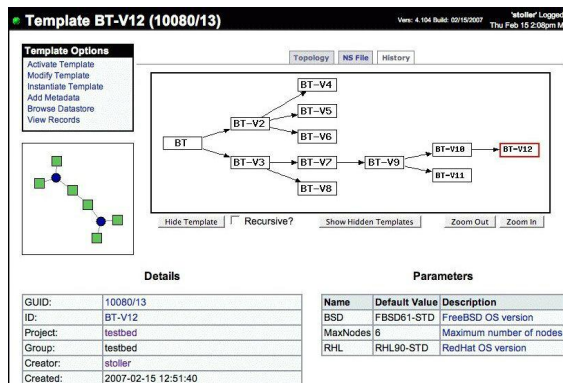 Template BT-V12 (10080/13)
Vers: 4.104 Build: 02/15/2007
'stoller' Logged
Thu Feb 15 2:08pm M
Template Options
Activate Template
Modify Template
Instantiate Template
Add Metadata
Browse Datastore
View Records
Topology NS File History
BT
BT-V2
BT-V3
BT-V4
BT-V5
BT-V6
BT-V7
BT-V8
BT-V9
BT-V10
BT-V11
BT-V12
Hide Template Recursive? Show Hidden Templates Zoom Out Zoom In
Details
GUID: 10080/13
ID: BT-V12
Project: testbed
Group: testbed
Creator: stoller
Created: 2007-02-15 12:51:40
Parameters
Name Default Value Description
BSD FBSD61-STD FreeBSD OS version
MaxNodes 6 Maximum number of nodes
RHL RHL90-STD RedHat OS version